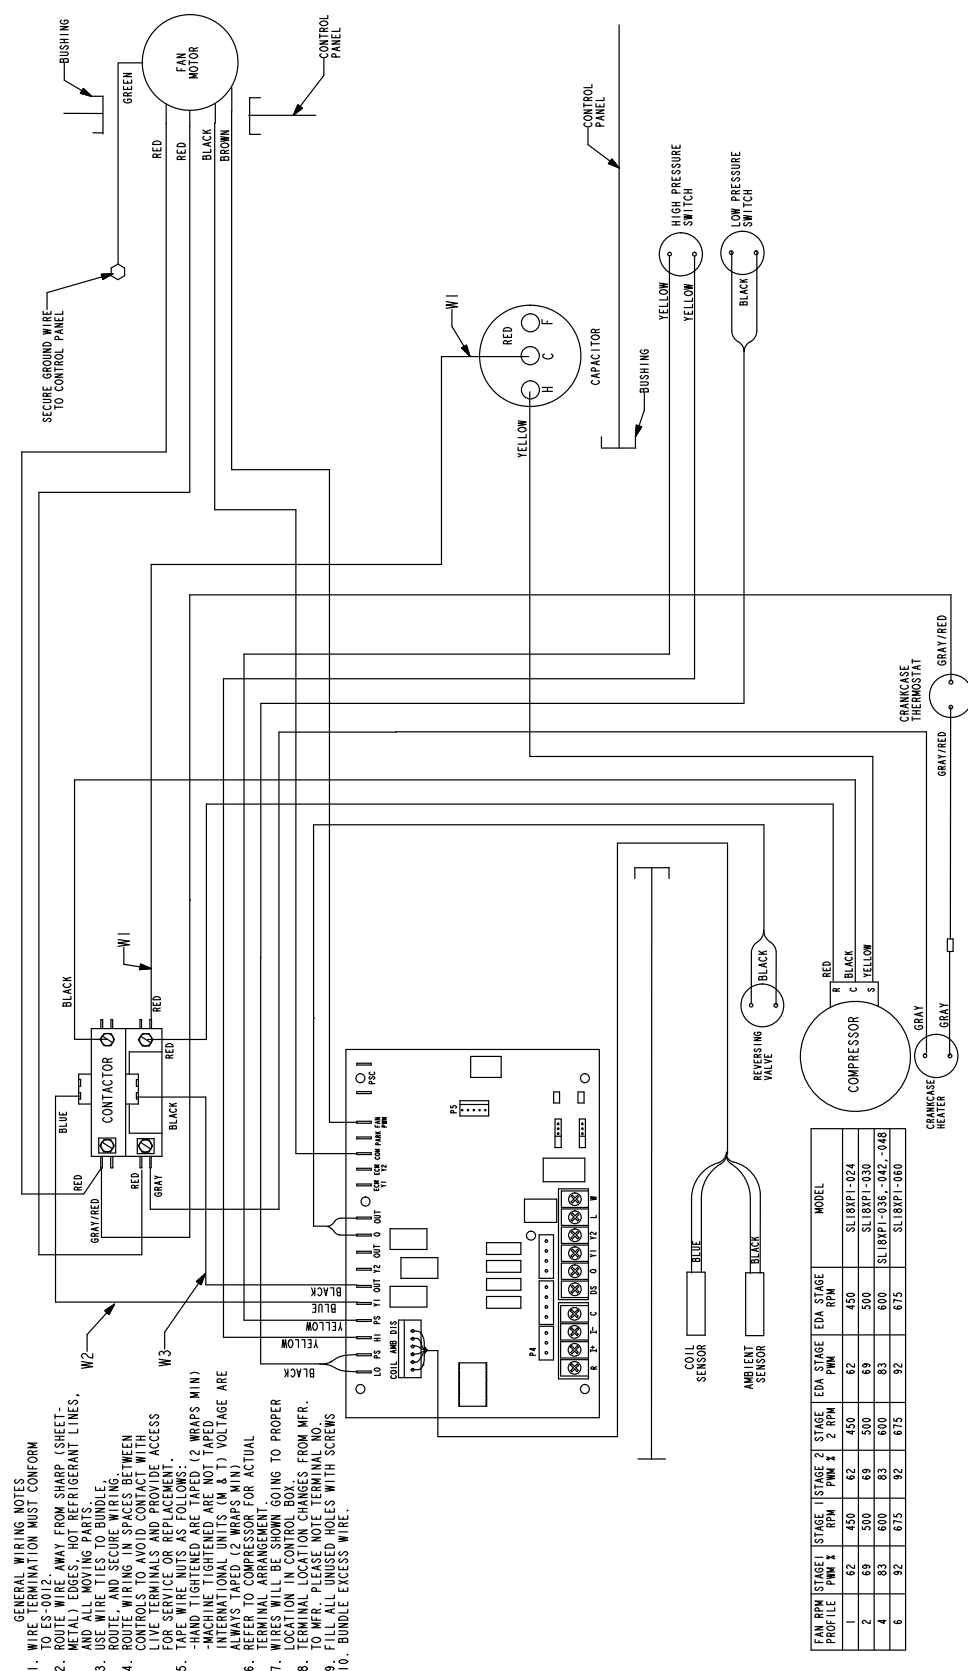 BUSHING
GREEN
FAN
MOTOR
CONTROL
PANEL
RED
RED
BLACK
BROWN
SECURE GROUND WIRE
TO CONTROL PANEL
CONTROL
PANEL
HIGH PRESSURE
SWITCH
LOW PRESSURE
SWITCH
YELLOW
YELLOW
BLACK
W1
RED
F
C
H
CAPACITOR
YELLOW
BUSHING
CRANKCASE
THERMOSTAT
GRAY/RED
GRAY/RED
W1
BLACK
RED
CONTACTOR
BLUE
RED
BLACK
RED
GRAY/RED
RED
GRAY
W2
W3
BLACK
BLUE
YELLOW
YELLOW
BLACK
PSC
FAN
PWM
PARK
COM
ECM
Y2
ECM
Y1
OUT
O
OUT
Y2
OUT
Y1
PS
HI
PS
LO
COIL AMB DIS
P5
P4
W
L
Y2
Y1
O
DS
C
I-
I+
R
BLACK
REVERSING
VALVE
RED
BLACK
YELLOW
R
C
S
COMPRESSOR
GRAY
GRAY
CRANKCASE
HEATER
BLUE
BLACK
COIL
SENSOR
AMBIENT
SENSOR
GENERAL WIRING NOTES
1. WIRE TERMINATION MUST CONFORM
TO ES-0012.
2. ROUTE WIRE AWAY FROM SHARP (SHEET-
METAL) EDGES, HOT REFRIGERANT LINES,
AND ALL MOVING PARTS.
3. USE WIRE TIES TO BUNDLE,
ROUTE, AND SECURE WIRING.
4. ROUTE WIRING IN SPACES BETWEEN
CONTROLS TO AVOID CONTACT WITH
LIVE TERMINALS AND PROVIDE ACCESS
FOR SERVICE OR REPLACEMENT.
5. TAPE WIRE NUTS AS FOLLOWS:
-HAND TIGHTENED ARE TAPED (2 WRAPS MIN)
-MACHINE TIGHTENED ARE NOT TAPED
INTERNATIONAL UNITS (M & T) VOLTAGE ARE
ALWAYS TAPED (2 WRAPS MIN)
6. REFER TO COMPRESSOR FOR ACTUAL
TERMINAL ARRANGEMENT.
7. WIRES WILL BE SHOWN GOING TO PROPER
LOCATION IN CONTROL BOX.
8. TERMINAL LOCATION CHANGES FROM MFR.
TO MFR. PLEASE NOTE TERMINAL NO.
9. FILL ALL UNUSED HOLES WITH SCREWS
10. BUNDLE EXCESS WIRE.
FAN RPM PROFILE STAGE1 PWM % STAGE 1 RPM STAGE 2 PWM % STAGE 2 RPM EDA STAGE PWM EDA STAGE RPM MODEL
1 62 450 62 450 62 450 SL18XP1-024
2 69 500 69 500 69 500 SL18XP1-030
4 83 600 83 600 83 600 SL18XP1-036,-042,-048
6 92 675 92 675 92 675 SL18XP1-060